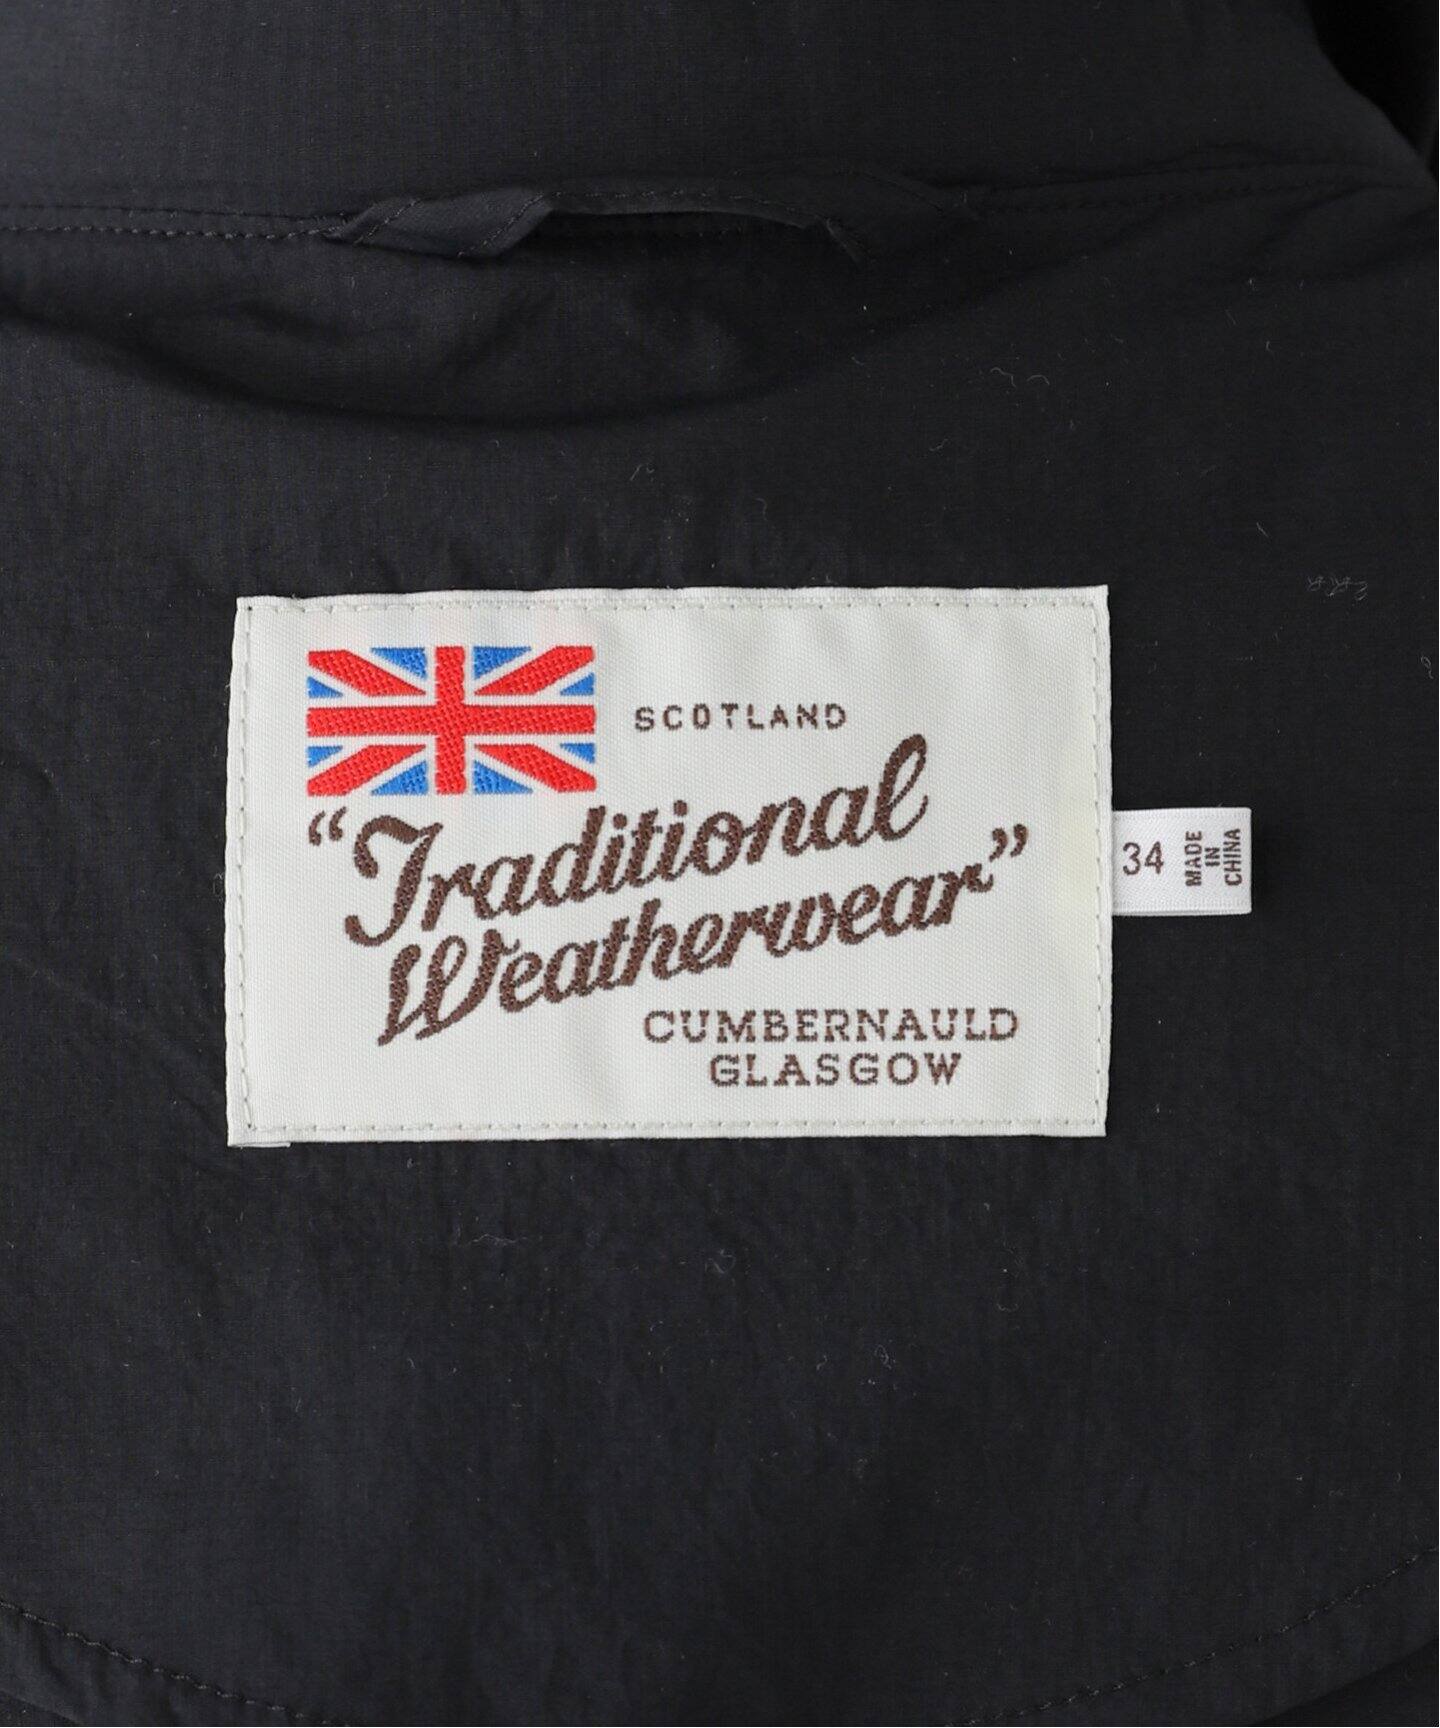 SCOTLAND
“Traditional
Weatherwear”
CUMBERNAULD
GLASGOW
34
MADE
IN
CHINA